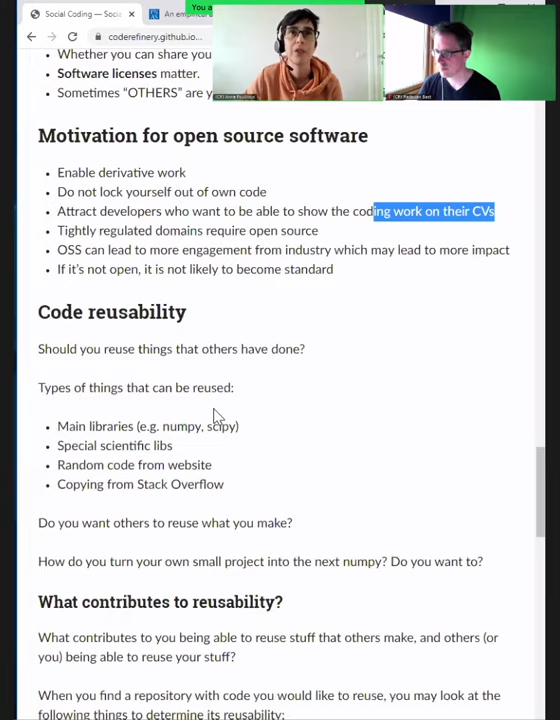 You a
Social Coding — Socia
An empirical
coderefinery.github.io...
Whether you can share you
Software licenses matter.
Sometimes “OTHERS” are y
Motivation for open source software
Enable derivative work
Do not lock yourself out of own code
Attract developers who want to be able to show the coding work on their CVs
Tightly regulated domains require open source
OSS can lead to more engagement from industry which may lead to more impact
If it’s not open, it is not likely to become standard
Code reusability
Should you reuse things that others have done?
Types of things that can be reused:
Main libraries (e.g. numpy, scipy)
Special scientific libs
Random code from website
Copying from Stack Overflow
Do you want others to reuse what you make?
How do you turn your own small project into the next numpy? Do you want to?
What contributes to reusability?
What contributes to you being able to reuse stuff that others make, and others (or
you) being able to reuse your stuff?
When you find a repository with code you would like to reuse, you may look at the
following things to determine its reusability: